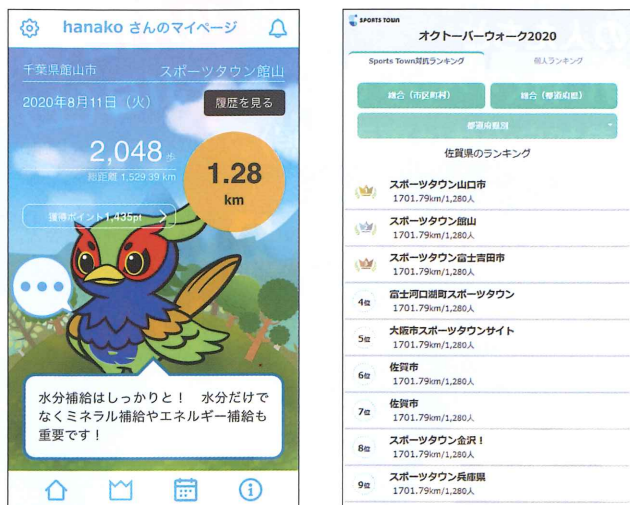 hanako さんのマイページ
千葉県館山市
スポーツタウン館山
2020年8月11日（火）
履歴を見る
2,048 歩
総距離 1,529.39 km
1.28
km
獲得ポイント1,435pt
水分補給はしっかりと！ 水分だけで
なくミネラル補給やエネルギー補給も
重要です！
SPORTS TOWN
オクトーバーウォーク2020
Sports Town対抗ランキング
個人ランキング
総合（市区町村）
総合（都道府県）
都道府県別
佐賀県のランキング
スポーツタウン山口市
1701.79km/1,280人
スポーツタウン館山
1701.79km/1,280人
スポーツタウン富士吉田市
1701.79km/1,280人
4位
富士河口湖町スポーツタウン
1701.79km/1,280人
5位
大阪市スポーツタウンサイト
1701.79km/1,280人
6位
佐賀市
1701.79km/1,280人
7位
佐賀市
1701.79km/1,280人
8位
スポーツタウン金沢！
1701.79km/1,280人
9位
スポーツタウン兵庫県
1701.79km/1,280人